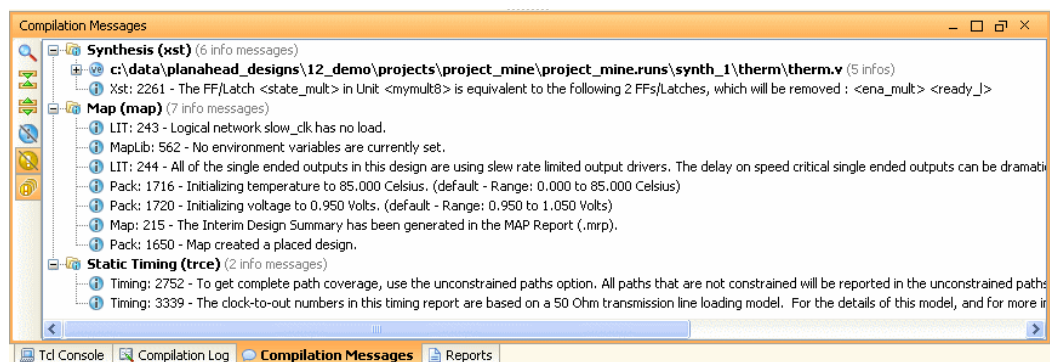 Compilation Messages
Synthesis (xst) (6 info messages)
c:\data\planahead_designs\12_demo\projects\project_mine\project_mine.runs\synth_1\therm\therm.v (5 infos)
Xst: 2261 - The FF/Latch <state_mult> in Unit <mymult8> is equivalent to the following 2 FFs/Latches, which will be removed : <ena_mult> <ready_l>
Map (map) (7 info messages)
LIT: 243 - Logical network slow_clk has no load.
MapLib: 562 - No environment variables are currently set.
LIT: 244 - All of the single ended outputs in this design are using slew rate limited output drivers. The delay on speed critical single ended outputs can be dramati
Pack: 1716 - Initializing temperature to 85.000 Celsius. (default - Range: 0.000 to 85.000 Celsius)
Pack: 1720 - Initializing voltage to 0.950 Volts. (default - Range: 0.950 to 1.050 Volts)
Map: 215 - The Interim Design Summary has been generated in the MAP Report (.mrp).
Pack: 1650 - Map created a placed design.
Static Timing (trce) (2 info messages)
Timing: 2752 - To get complete path coverage, use the unconstrained paths option. All paths that are not constrained will be reported in the unconstrained paths
Timing: 3339 - The clock-to-out numbers in this timing report are based on a 50 Ohm transmission line loading model.  For the details of this model, and for more in
Tcl Console Compilation Log Compilation Messages Reports